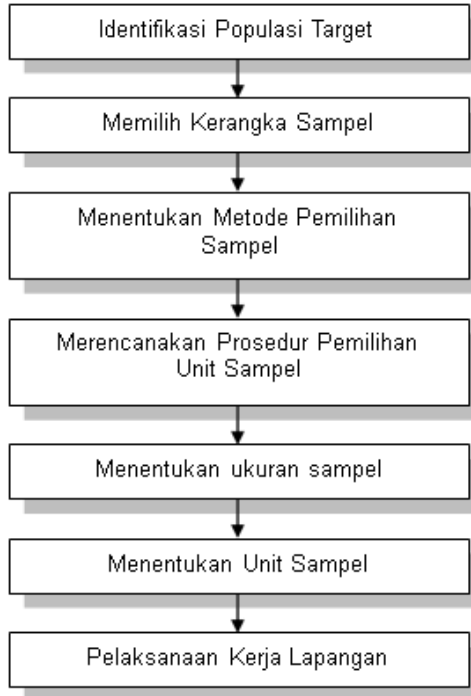 Identifikasi Populasi Target
Memilih Kerangka Sampel
Menentukan Metode Pemilihan
Sampel
Merencanakan Prosedur Pemilihan
Unit Sampel
Menentukan ukuran sampel
Menentukan Unit Sampel
Pelaksanaan Kerja Lapangan